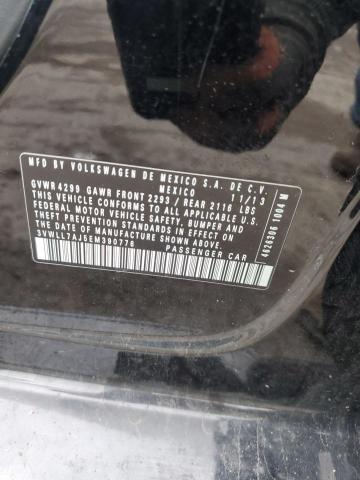 MFD BY VOLKSWAGEN DE MEXICO S.A. DE C.V.
MEXICO 11/13
GVWR 4299 GAWR FRONT 2293 / REAR 2116 LBS
THIS VEHICLE CONFORMS TO ALL APPLICABLE U.S.
FEDERAL MOTOR VEHICLE SAFETY, BUMPER AND
THEFT PREVENTION STANDARDS IN EFFECT ON
THE DATE OF MANUFACTURE SHOWN ABOVE.
3VWLL7AJ5EM390776 PASSENGER CAR
4626306 1004 M